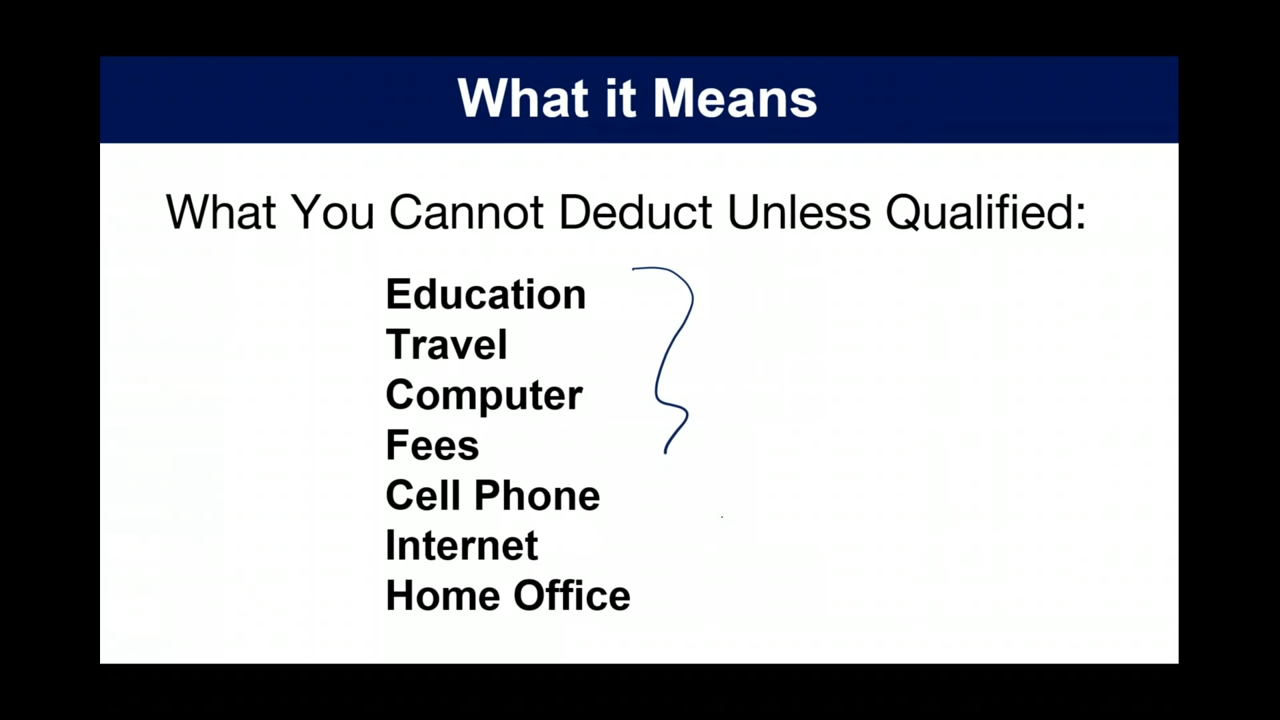 What it Means
What You Cannot Deduct Unless Qualified:
Education
Travel
Computer
Fees
Cell Phone
Internet
Home Office